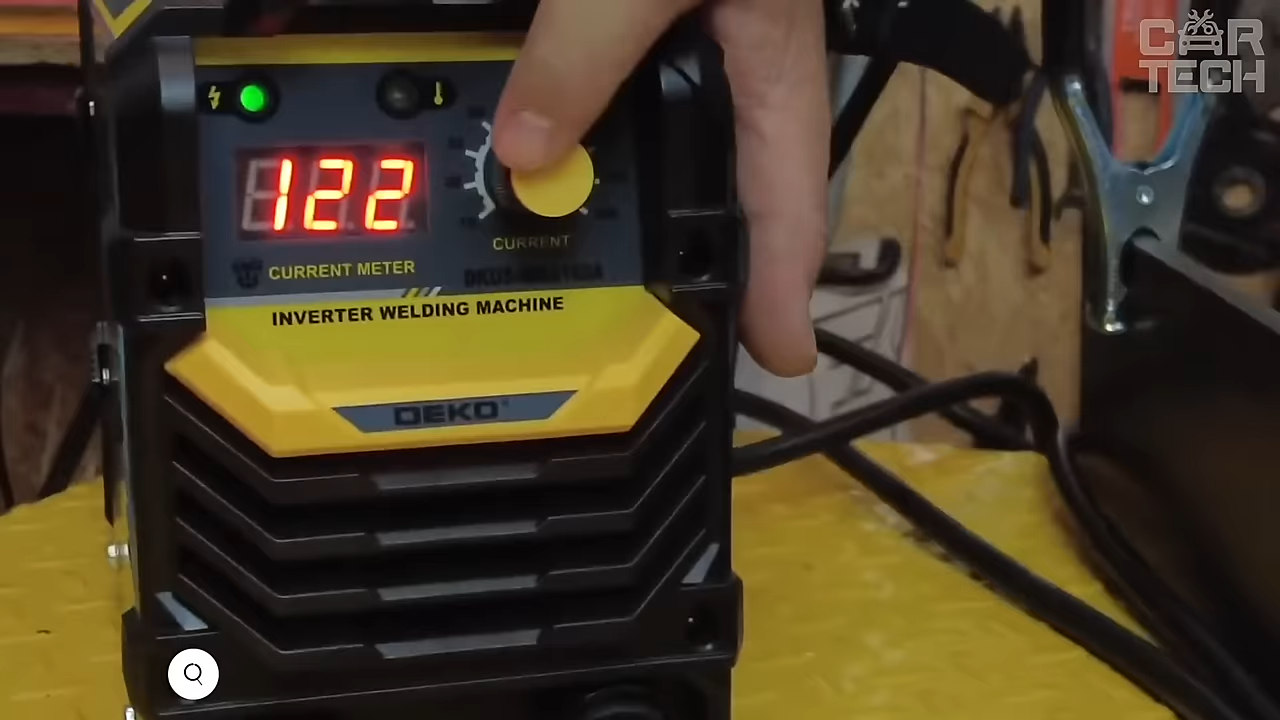 CAR
TECH
122
CURRENT
CURRENT METER
INVERTER WELDING MACHINE
DEKO